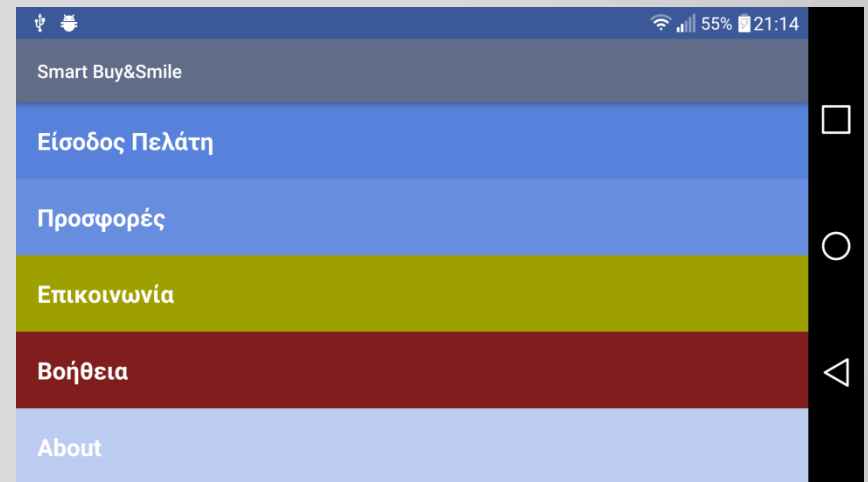 55% 21:14
Smart Buy&Smile
Είσοδος Πελάτη
Προσφορές
Επικοινωνία
Βοήθεια
About